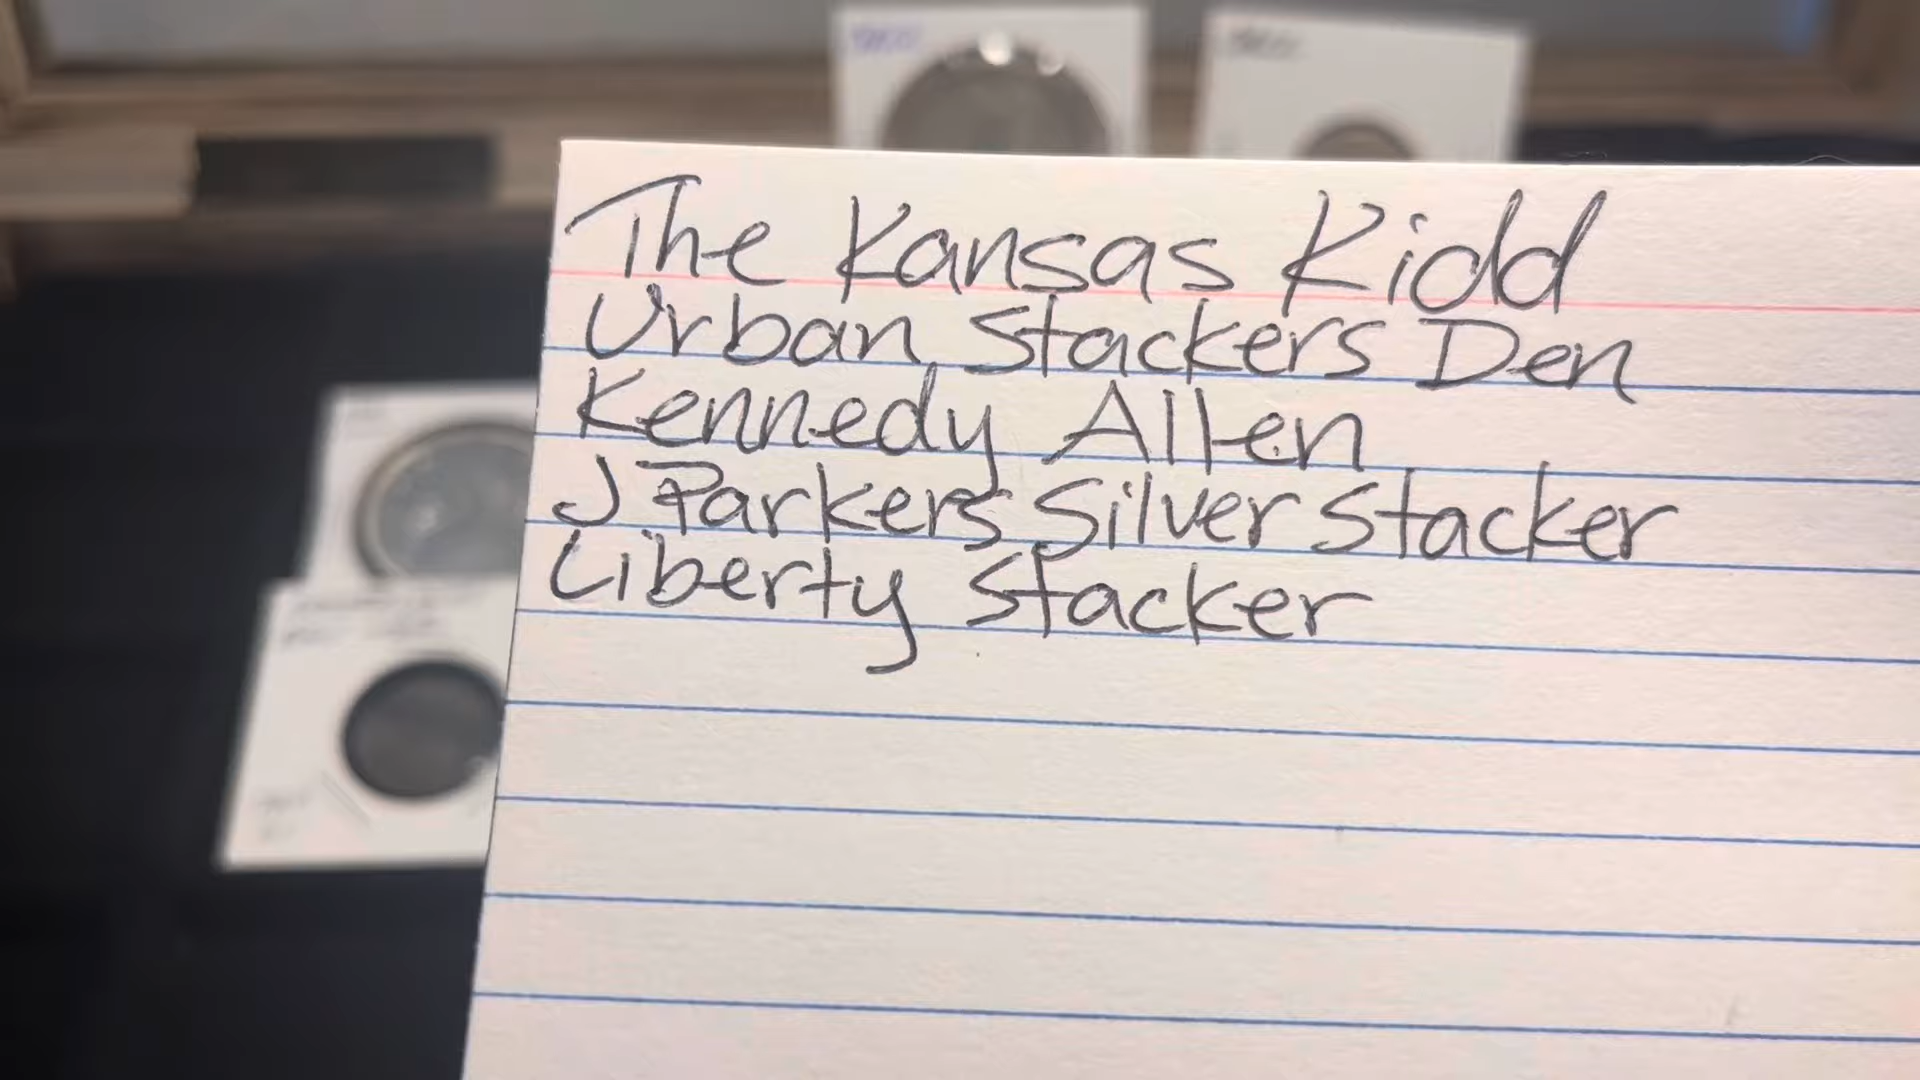 The Kansas Kidd
Urban Stackers Den
Kennedy Allen
J Parkers Silver Stacker
Liberty Stacker